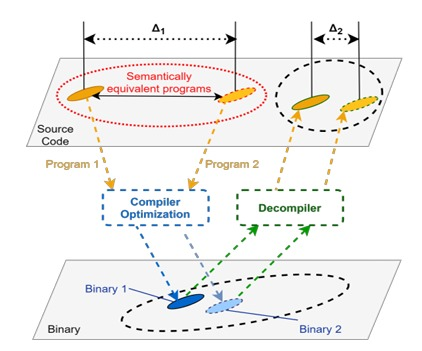 Δ1
Δ2
Semantically
equivalent programs
Source
Code
Program 1
Program 2
Compiler
Optimization
Decompiler
Binary 1
Binary
Binary 2